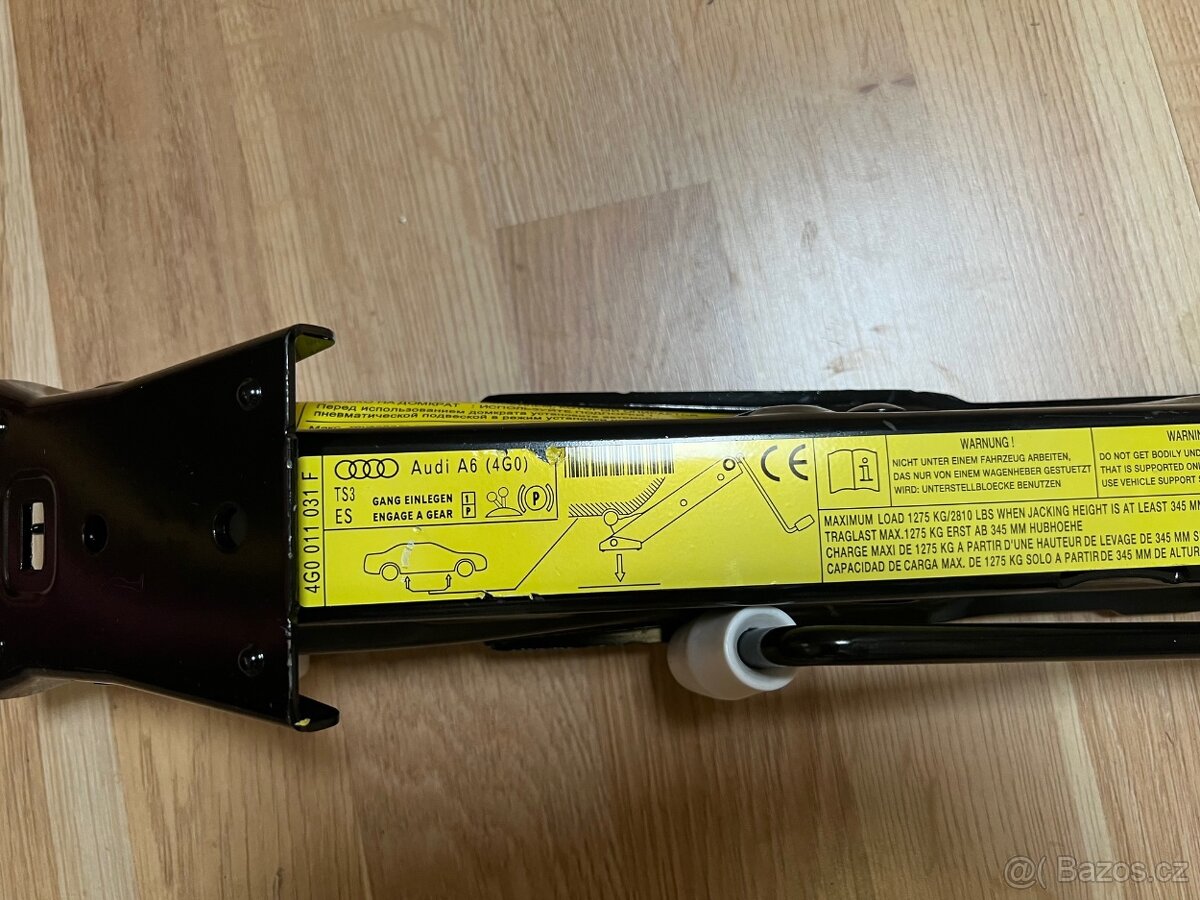 ДОМКРАТ
Перед использованием домкрата
пневматической подвеской в режим
4G0 011 031 F
Audi A6 (4G0)
TS3
ES
GANG EINLEGEN
ENGAGE A GEAR
1
P
(P)
CE
i
WARNUNG !
NICHT UNTER EINEM FAHRZEUG ARBEITEN,
DAS NUR VON EINEM WAGENHEBER GESTUETZT
WIRD: UNTERSTELLBLOECKE BENUTZEN
WARNIN
DO NOT GET BODILY UND
THAT IS SUPPORTED ON
USE VEHICLE SUPPORT S
MAXIMUM LOAD 1275 KG/2810 LBS WHEN JACKING HEIGHT IS AT LEAST 345 MM
TRAGLAST MAX.1275 KG ERST AB 345 MM HUBHOEHE
CHARGE MAXI DE 1275 KG A PARTIR D'UNE HAUTEUR DE LEVAGE DE 345 MM S
CAPACIDAD DE CARGA MAX. DE 1275 KG SOLO A PARTIR DE 345 MM DE ALTUR
Bazos.cz